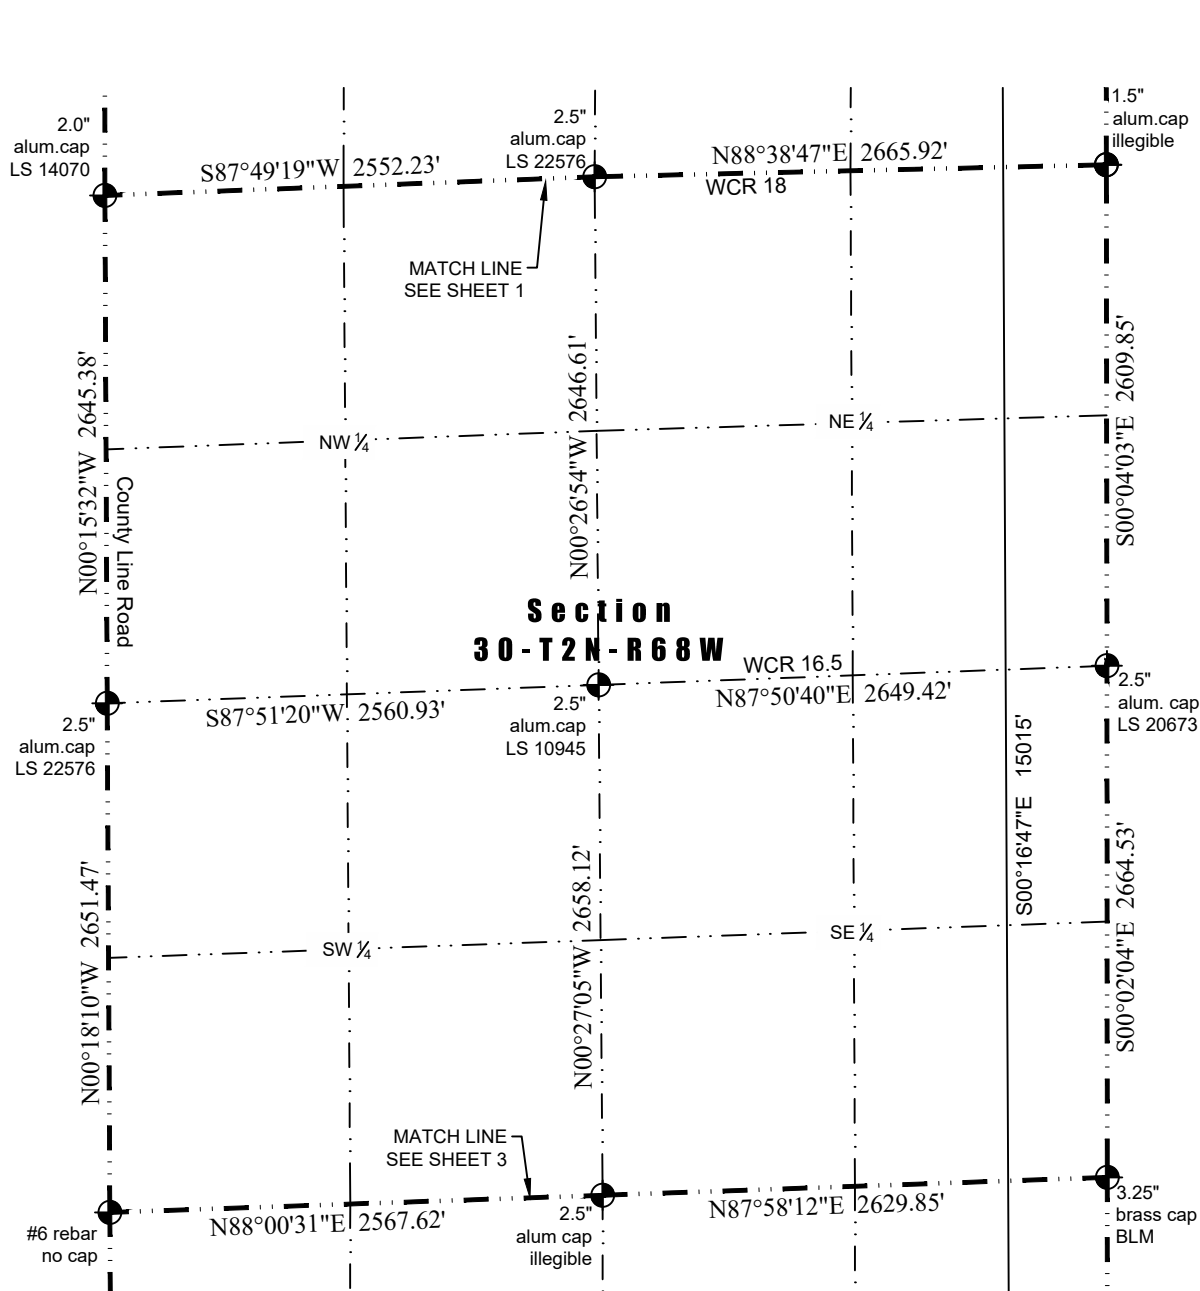 2.0"
alum.cap
LS 14070
S87°49'19"W 2552.23'
2.5"
alum.cap
LS 22576
N88°38'47"E 2665.92'
WCR 18
1.5"
alum.cap
illegible
MATCH LINE
SEE SHEET 1
N00°15'32"W 2645.38'
County Line Road
N00°26'54"W 2646.61'
S00°04'03"E 2609.85'
NW ¼
NE ¼
Section
30-T2N-R68W
WCR 16.5
S87°51'20"W 2560.93'
N87°50'40"E 2649.42'
2.5"
alum.cap
LS 22576
2.5"
alum.cap
LS 10945
2.5"
alum. cap
LS 20673
S00°16'47"E 15015'
N00°18'10"W 2651.47'
N00°27'05"W 2658.12'
S00°02'04"E 2664.53'
SW ¼
SE ¼
MATCH LINE
SEE SHEET 3
#6 rebar
no cap
N88°00'31"E 2567.62'
2.5"
alum cap
illegible
N87°58'12"E 2629.85'
3.25"
brass cap
BLM